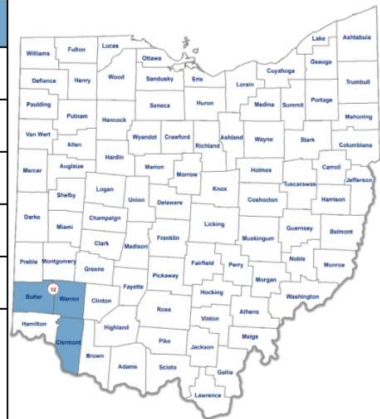 Lake Ashtabula
Williams Fulton Lucas
Ottawa Cuyahoga Geauga
Defiance Henry Wood Sandusky Erie Lorain Trumbull
Paulding Seneca Huron Medina Summit Portage
Putnam Hancock Mahoning
Van Wert Allen Wyandot Crawford Richland Ashland Wayne Stark Columbiana
Hardin
Mercer Auglaize Marion Morrow Holmes Carroll
Logan Knox Tuscarawas Jefferson
Shelby Union Delaware Coshocton Harrison
Darke Champaign Licking
Miami Franklin Muskingum Guernsey Belmont
Clark Madison
Preble Montgomery Fairfield Perry Noble Monroe
Greene Pickaway Morgan
Fayette Hocking Washington
Butler 12 Warren Clinton Ross Athens
Hamilton Highland Vinton
Clermont Pike Jackson Meigs
Brown Adams Scioto Gallia
Lawrence